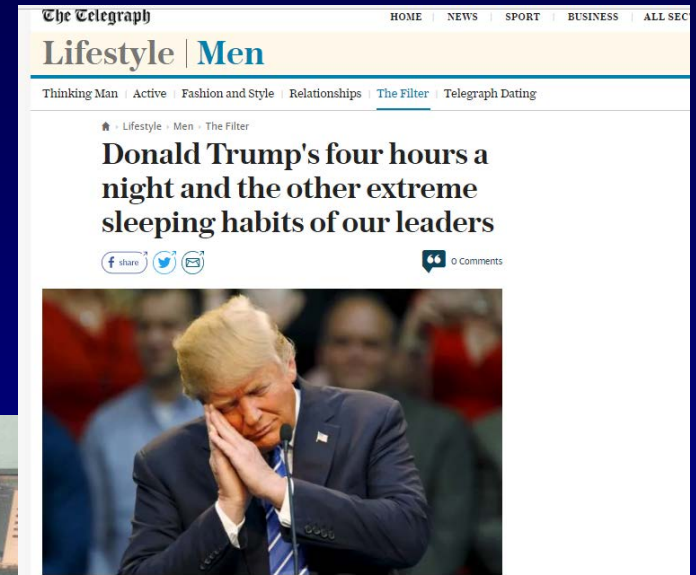 The Telegraph
HOME | NEWS | SPORT | BUSINESS | ALL SEC
Lifestyle | Men
Thinking Man | Active | Fashion and Style | Relationships | The Filter | Telegraph Dating
Lifestyle › Men › The Filter
Donald Trump's four hours a
night and the other extreme
sleeping habits of our leaders
f share
0 Comments